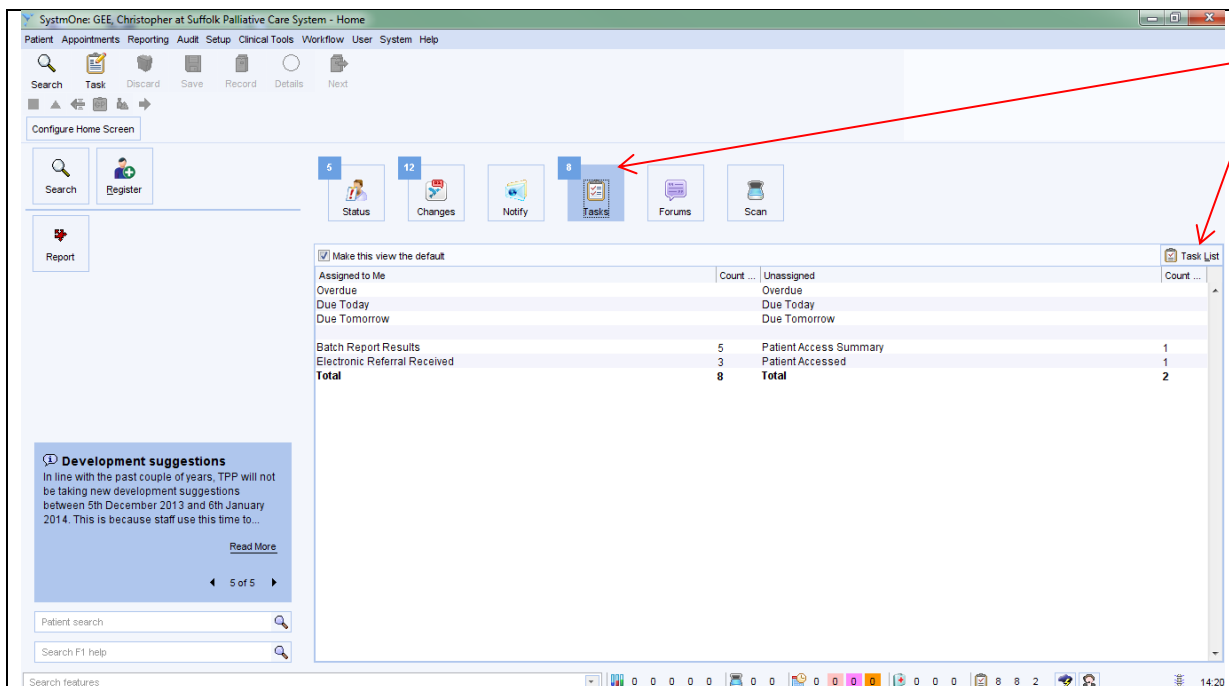 SystmOne: GEE, Christopher at Suffolk Palliative Care System - Home
Patient Appointments Reporting Audit Setup Clinical Tools Workflow User System Help
Search Task Discard Save Record Details Next
Configure Home Screen
Search Register
Report
5 12 8
Status Changes Notify Tasks Forums Scan
Make this view the default Task List
Assigned to Me Count ... Unassigned Count ...
Overdue Overdue
Due Today Due Today
Due Tomorrow Due Tomorrow
Batch Report Results 5 Patient Access Summary 1
Electronic Referral Received 3 Patient Accessed 1
Total 8 Total 2
Development suggestions
In line with the past couple of years, TPP will not
be taking new development suggestions
between 5th December 2013 and 6th January
2014. This is because staff use this time to...
Read More
5 of 5
Patient search
Search F1 help
Search features 0 0 0 0 0 0 0 0 0 0 0 0 0 0 8 8 2 14:20